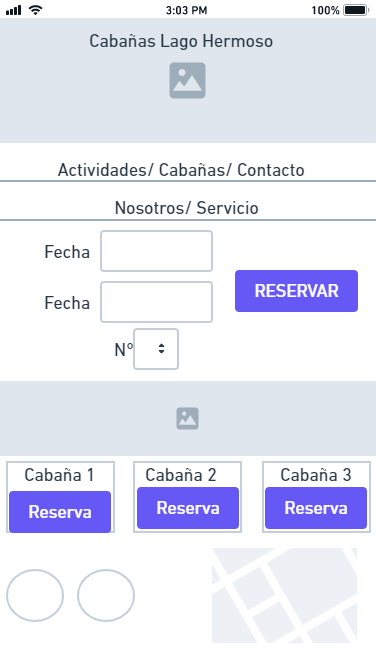 3:03 PM 100%
Cabañas Lago Hermoso
Actividades/ Cabañas/ Contacto
Nosotros/ Servicio
Fecha
RESERVAR
Fecha
Nº
Cabaña 1 Cabaña 2 Cabaña 3
Reserva Reserva Reserva